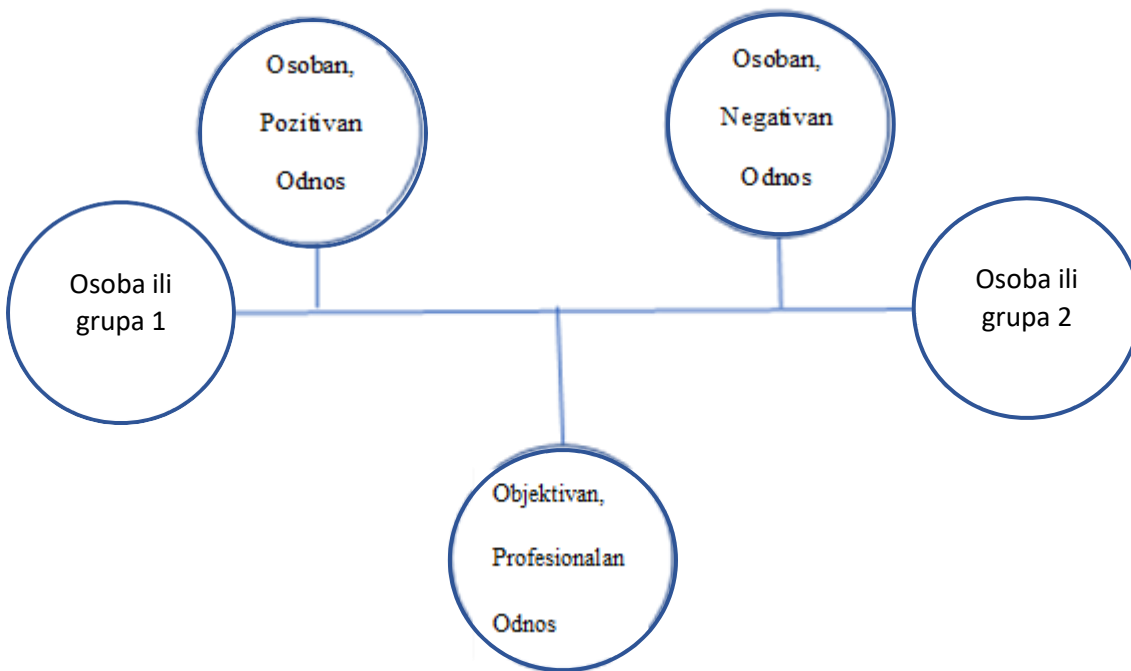 Osoban,
Pozitivan
Odnos
Osoban,
Negativan
Odnos
Osoba ili
grupa 1
Osoba ili
grupa 2
Objektivan,
Profesionalan
Odnos